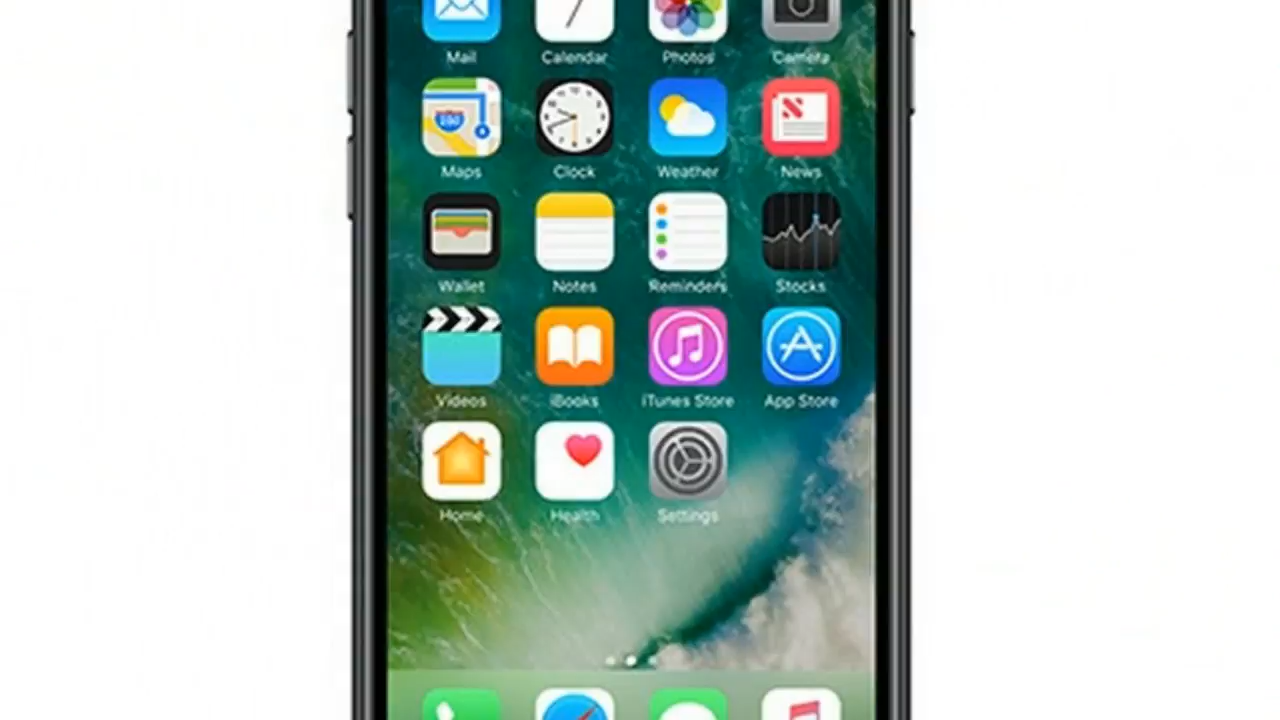 Mail Calendar Photos Camera
Maps Clock Weather News
Wallet Notes Reminders Stocks
Videos iBooks iTunes Store App Store
Home Health Settings